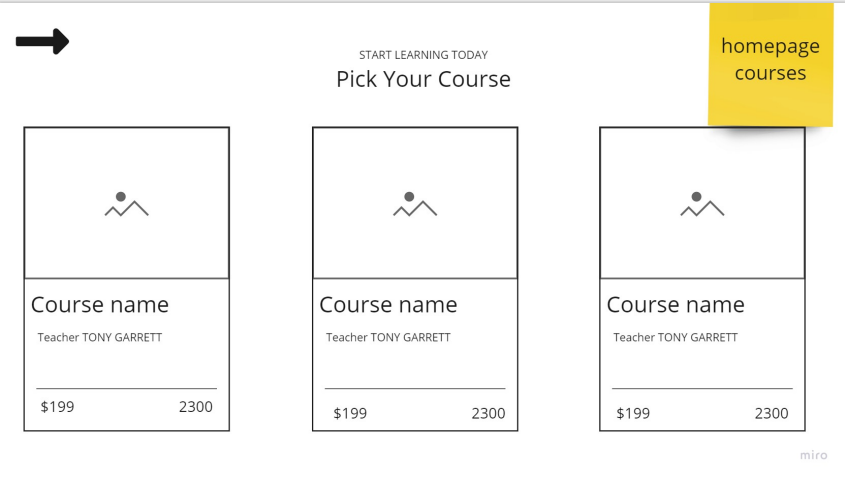 homepage
courses
START LEARNING TODAY
Pick Your Course
Course name
Teacher TONY GARRETT
$199 2300
Course name
Teacher TONY GARRETT
$199 2300
Course name
Teacher TONY GARRETT
$199 2300
miro